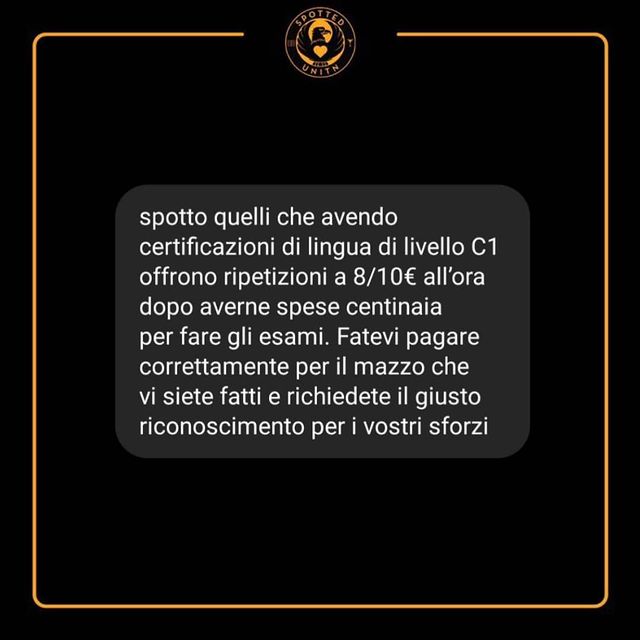 SPOTTED
UNITN
spotto quelli che avendo
certificazioni di lingua di livello C1
offrono ripetizioni a 8/10€ all’ora
dopo averne spese centinaia
per fare gli esami. Fatevi pagare
correttamente per il mazzo che
vi siete fatti e richiedete il giusto
riconoscimento per i vostri sforzi